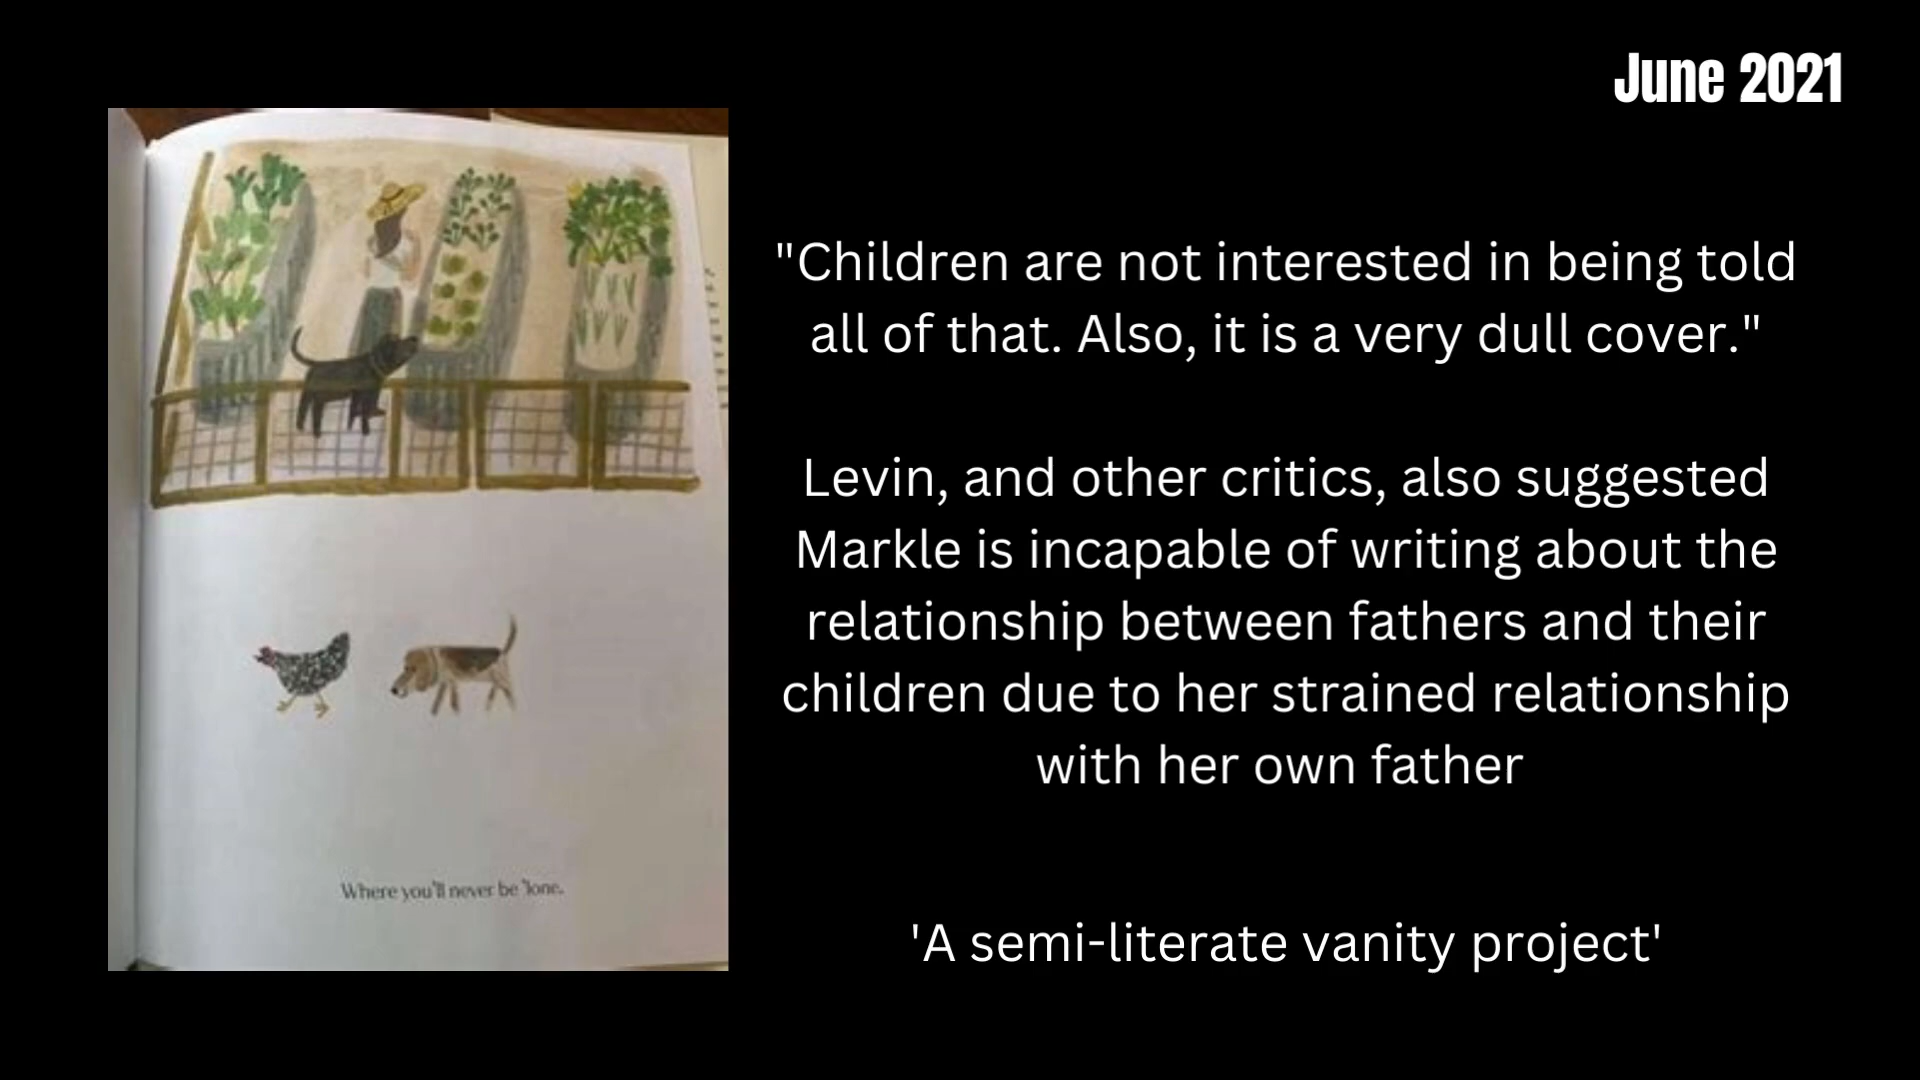 June 2021
"Children are not interested in being told
all of that. Also, it is a very dull cover."
Levin, and other critics, also suggested
Markle is incapable of writing about the
relationship between fathers and their
children due to her strained relationship
with her own father
'A semi-literate vanity project'
Where you'll never be 'lone.